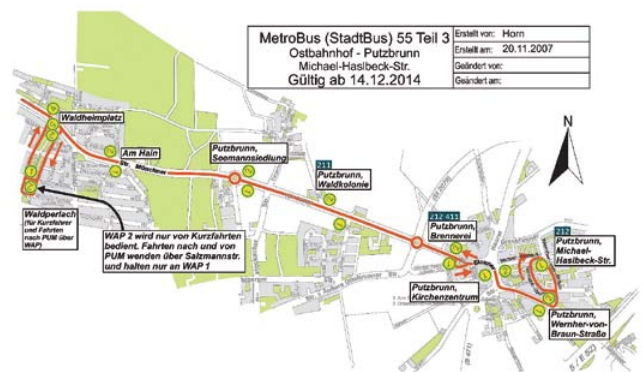 MetroBus (StadtBus) 55 Teil 3
Ostbahnhof - Putzbrunn
Michael-Haslbeck-Str.
Gültig ab 14.12.2014
Erstellt von: Horn
Erstellt am: 20.11.2007
Geändert von:
Geändert am:
N
Waldheimplatz
Am Hain
Str. Münchner
Putzbrunn,
Seemannsiedlung
211
Putzbrunn,
Waldkolonie
212 411
Putzbrunn,
Brennerei
212
Putzbrunn,
Michael-
Haslbeck-Str.
Waldperlach
(für Kurzfahrer
und Fahrten
nach PUM über
WAP)
WAP 2 wird nur von Kurzfahrten
bedient. Fahrten nach und von
PUM wenden über Salzmannstr.
und halten nur an WAP 1
Putzbrunn,
Kirchenzentrum
Putzbrunn,
Wernher-von-
Braun-Straße